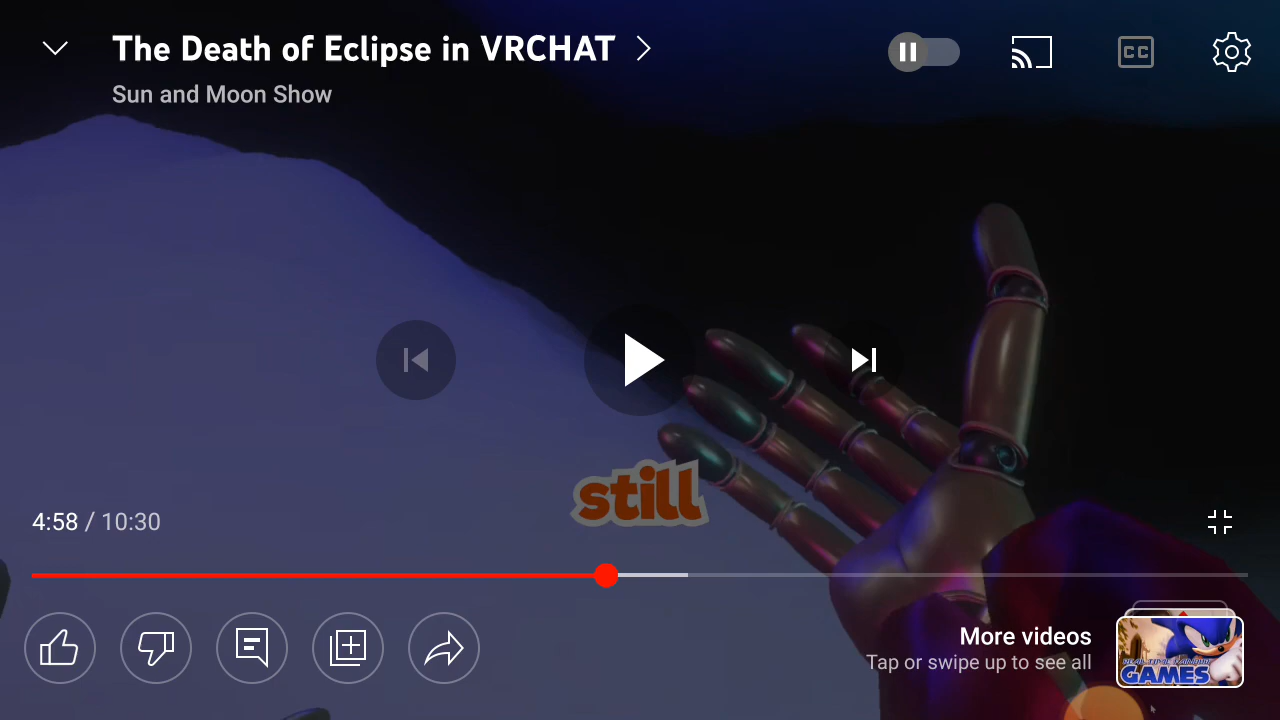 The Death of Eclipse in VRCHAT
Sun and Moon Show
CC
still
4:58 / 10:30
More videos
Tap or swipe up to see all
GAMES